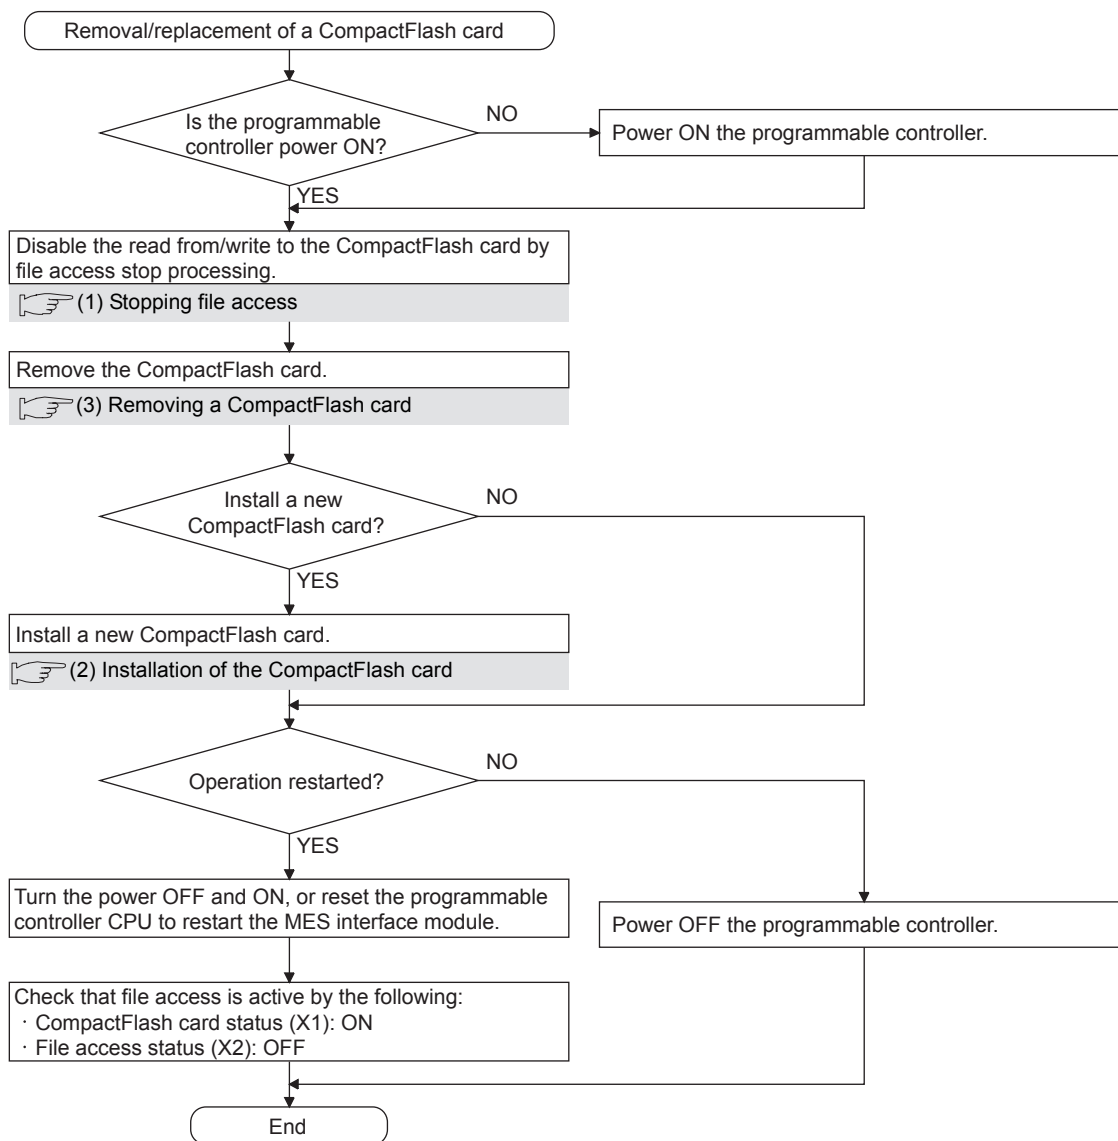 Removal/replacement of a CompactFlash card
Is the programmable
controller power ON?
NO
Power ON the programmable controller.
YES
Disable the read from/write to the CompactFlash card by
file access stop processing.
(1) Stopping file access
Remove the CompactFlash card.
(3) Removing a CompactFlash card
Install a new
CompactFlash card?
NO
YES
Install a new CompactFlash card.
(2) Installation of the CompactFlash card
Operation restarted?
NO
YES
Turn the power OFF and ON, or reset the programmable
controller CPU to restart the MES interface module.
Power OFF the programmable controller.
Check that file access is active by the following:
· CompactFlash card status (X1): ON
· File access status (X2): OFF
End